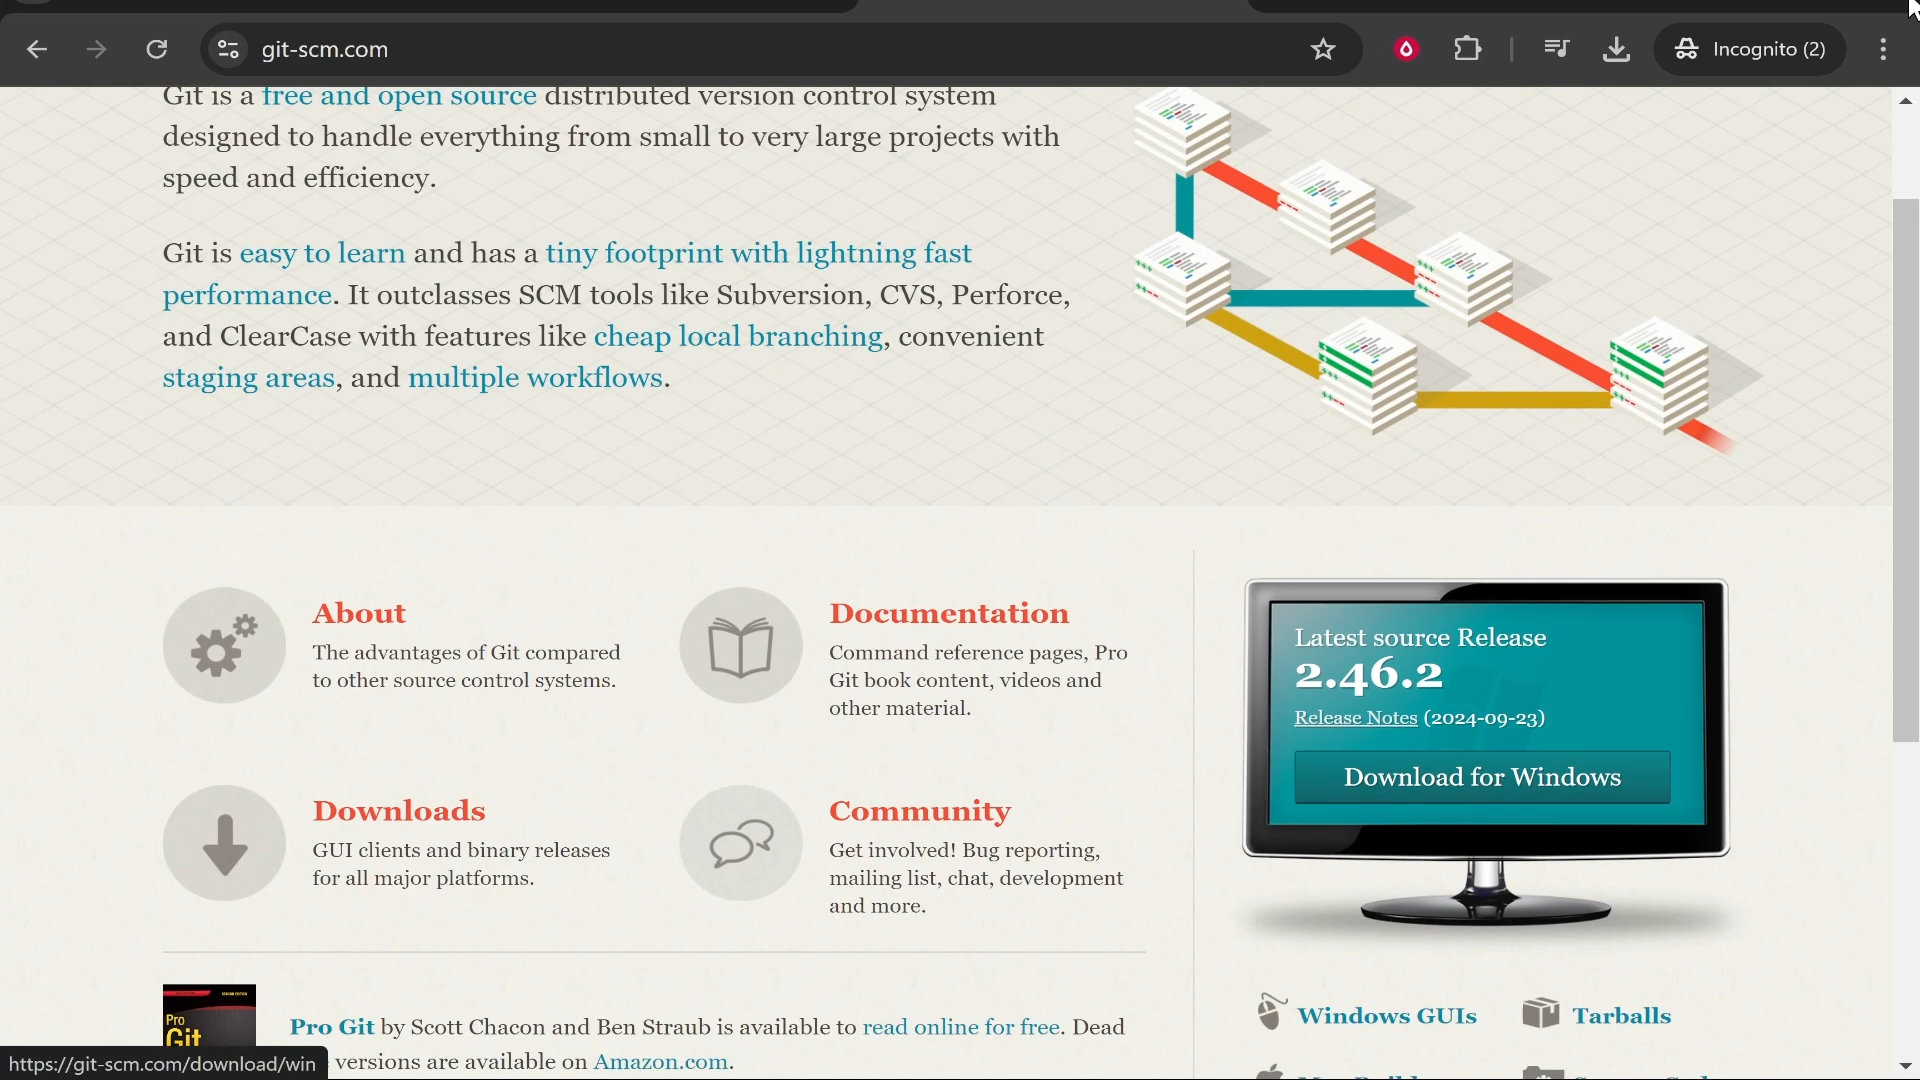 git-scm.com
Incognito (2)
Git is a free and open source distributed version control system
designed to handle everything from small to very large projects with
speed and efficiency.
Git is easy to learn and has a tiny footprint with lightning fast
performance. It outclasses SCM tools like Subversion, CVS, Perforce,
and ClearCase with features like cheap local branching, convenient
staging areas, and multiple workflows.
About
The advantages of Git compared
to other source control systems.
Documentation
Command reference pages, Pro
Git book content, videos and
other material.
Downloads
GUI clients and binary releases
for all major platforms.
Community
Get involved! Bug reporting,
mailing list, chat, development
and more.
Latest source Release
2.46.2
Release Notes (2024-09-23)
Download for Windows
Windows GUIs
Tarballs
Pro
Git
Pro Git by Scott Chacon and Ben Straub is available to read online for free. Dead
versions are available on Amazon.com.
https://git-scm.com/download/win